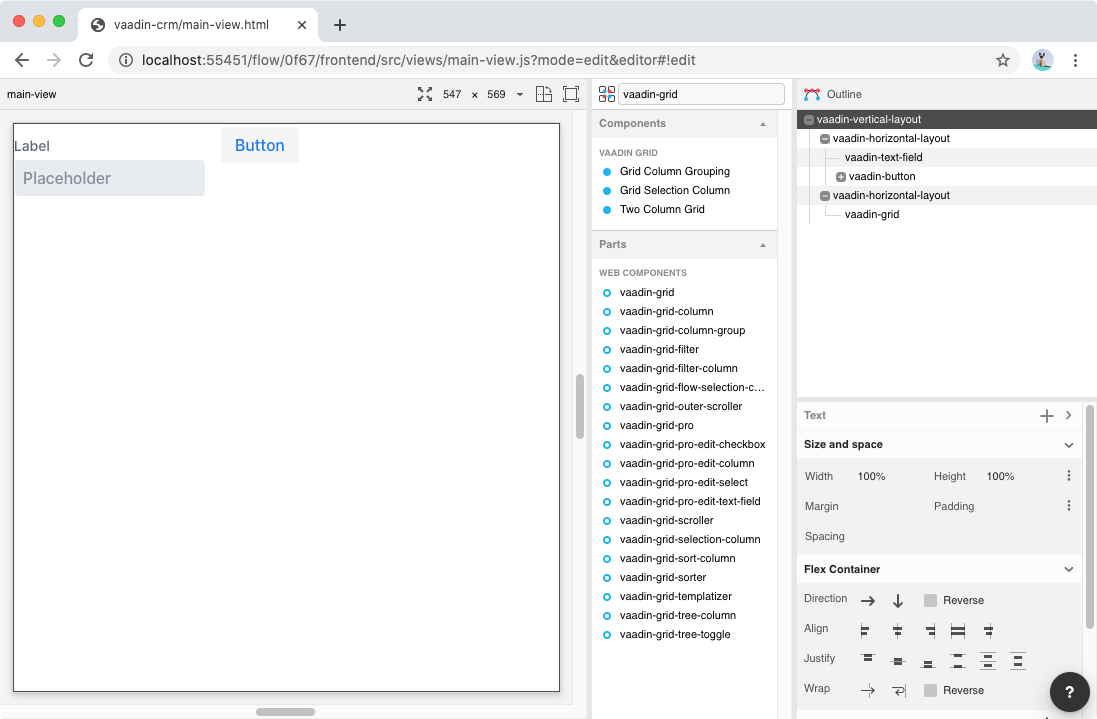 vaadin-crm/main-view.html
localhost:55451/flow/0f67/frontend/src/views/main-view.js?mode=edit&editor#!edit
main-view
547 × 569
vaadin-grid
Outline
Label
Button
Placeholder
Components
VAADIN GRID
Grid Column Grouping
Grid Selection Column
Two Column Grid
Parts
WEB COMPONENTS
vaadin-grid
vaadin-grid-column
vaadin-grid-column-group
vaadin-grid-filter
vaadin-grid-filter-column
vaadin-grid-flow-selection-c...
vaadin-grid-outer-scroller
vaadin-grid-pro
vaadin-grid-pro-edit-checkbox
vaadin-grid-pro-edit-column
vaadin-grid-pro-edit-select
vaadin-grid-pro-edit-text-field
vaadin-grid-scroller
vaadin-grid-selection-column
vaadin-grid-sort-column
vaadin-grid-sorter
vaadin-grid-templatizer
vaadin-grid-tree-column
vaadin-grid-tree-toggle
vaadin-vertical-layout
vaadin-horizontal-layout
vaadin-text-field
vaadin-button
vaadin-horizontal-layout
vaadin-grid
Text
Size and space
Width 100% Height 100%
Margin Padding
Spacing
Flex Container
Direction Reverse
Align
Justify
Wrap Reverse
?